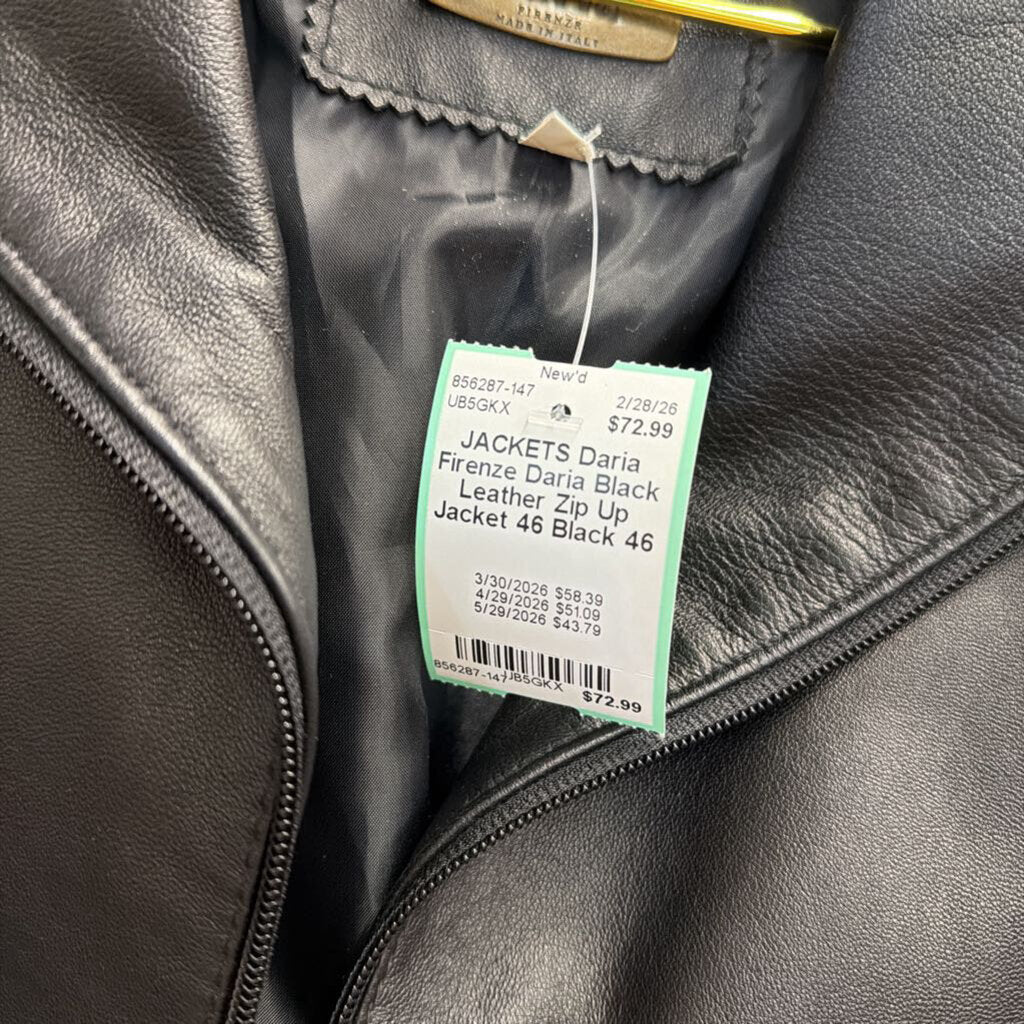 FIRENZE
MADE IN ITALY
New'd
856287-147
2/28/26
UB5GKX
$72.99
JACKETS Daria
Firenze Daria Black
Leather Zip Up
Jacket 46 Black 46
3/30/2026 $58.39
4/29/2026 $51.09
5/29/2026 $43.79
856287-147 UB5GKX $72.99